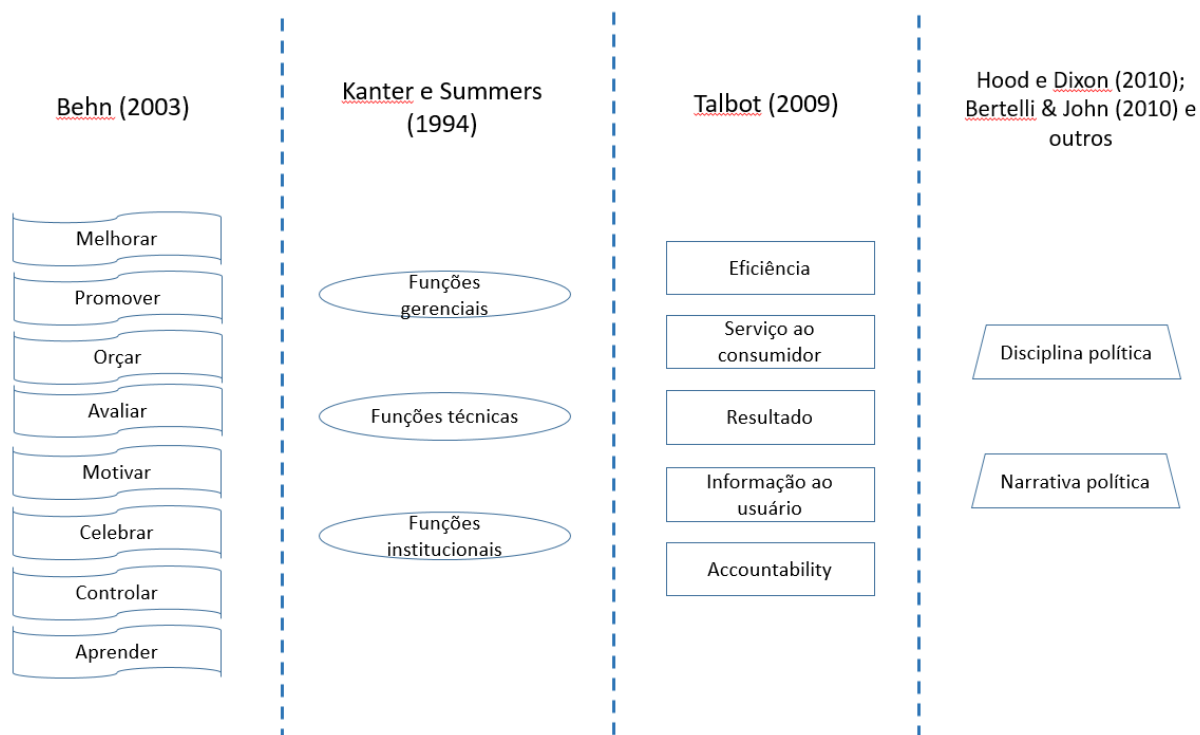 Behn (2003)
Melhorar
Promover
Orçar
Avaliar
Motivar
Celebrar
Controlar
Aprender
Kanter e Summers
(1994)
Funções
gerenciais
Funções técnicas
Funções
institucionais
Talbot (2009)
Eficiência
Serviço ao
consumidor
Resultado
Informação ao
usuário
Accountability
Hood e Dixon (2010);
Bertelli & John (2010) e
outros
Disciplina política
Narrativa política